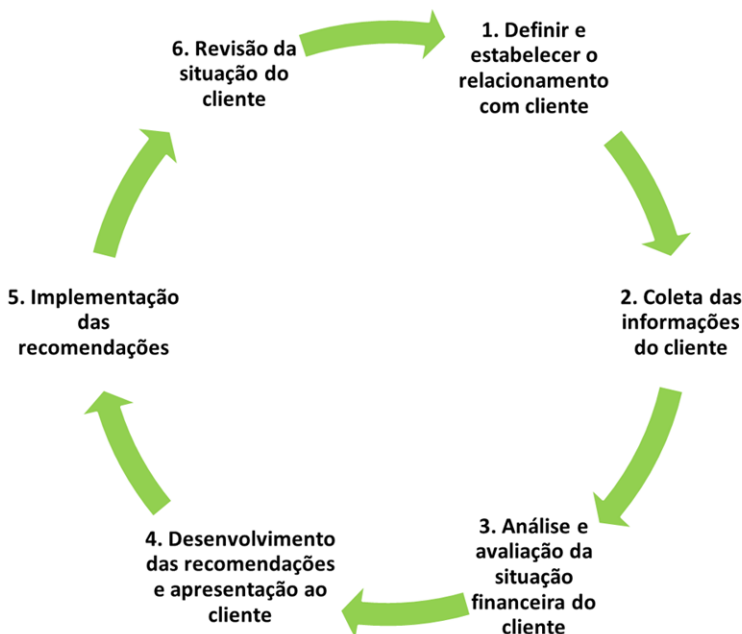 1. Definir e
estabelecer o
relacionamento
com cliente
2. Coleta das
informações
do cliente
3. Análise e
avaliação da
situação
financeira do
cliente
4. Desenvolvimento
das recomendações
e apresentação ao
cliente
5. Implementação
das
recomendações
6. Revisão da
situação do
cliente